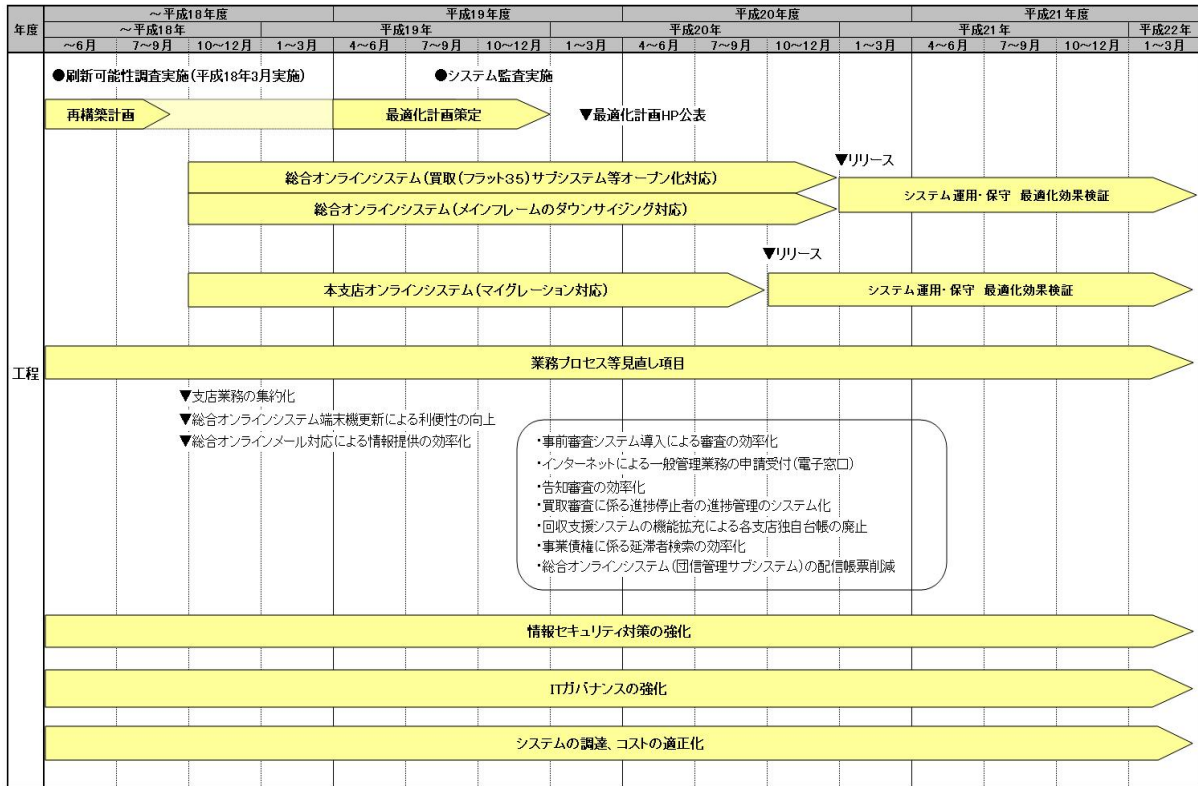 年度
～平成18年度 平成19年度 平成20年度 平成21年度
～平成18年 平成19年 平成20年 平成21年 平成22年
～6月 7～9月 10～12月 1～3月 4～6月 7～9月 10～12月 1～3月 4～6月 7～9月 10～12月 1～3月 4～6月 7～9月 10～12月 1～3月
工程
●刷新可能性調査実施(平成18年3月実施) ●システム監査実施
再構築計画 最適化計画策定 ▼最適化計画HP公表
▼リリース
総合オンラインシステム(買取(フラット35)サブシステム等オープン化対応)
システム運用・保守 最適化効果検証
総合オンラインシステム(メインフレームのダウンサイジング対応)
▼リリース
本支店オンラインシステム(マイグレーション対応) システム運用・保守 最適化効果検証
業務プロセス等見直し項目
▼支店業務の集約化
▼総合オンラインシステム端末機更新による利便性の向上
▼総合オンラインメール対応による情報提供の効率化
・事前審査システム導入による審査の効率化
・インターネットによる一般管理業務の申請受付(電子窓口)
・告知審査の効率化
・買取審査に係る進捗停止者の進捗管理のシステム化
・回収支援システムの機能拡充による各支店独自台帳の廃止
・事業債権に係る延滞者検索の効率化
・総合オンラインシステム(団信管理サブシステム)の配信帳票削減
情報セキュリティ対策の強化
ITガバナンスの強化
システムの調達、コストの適正化